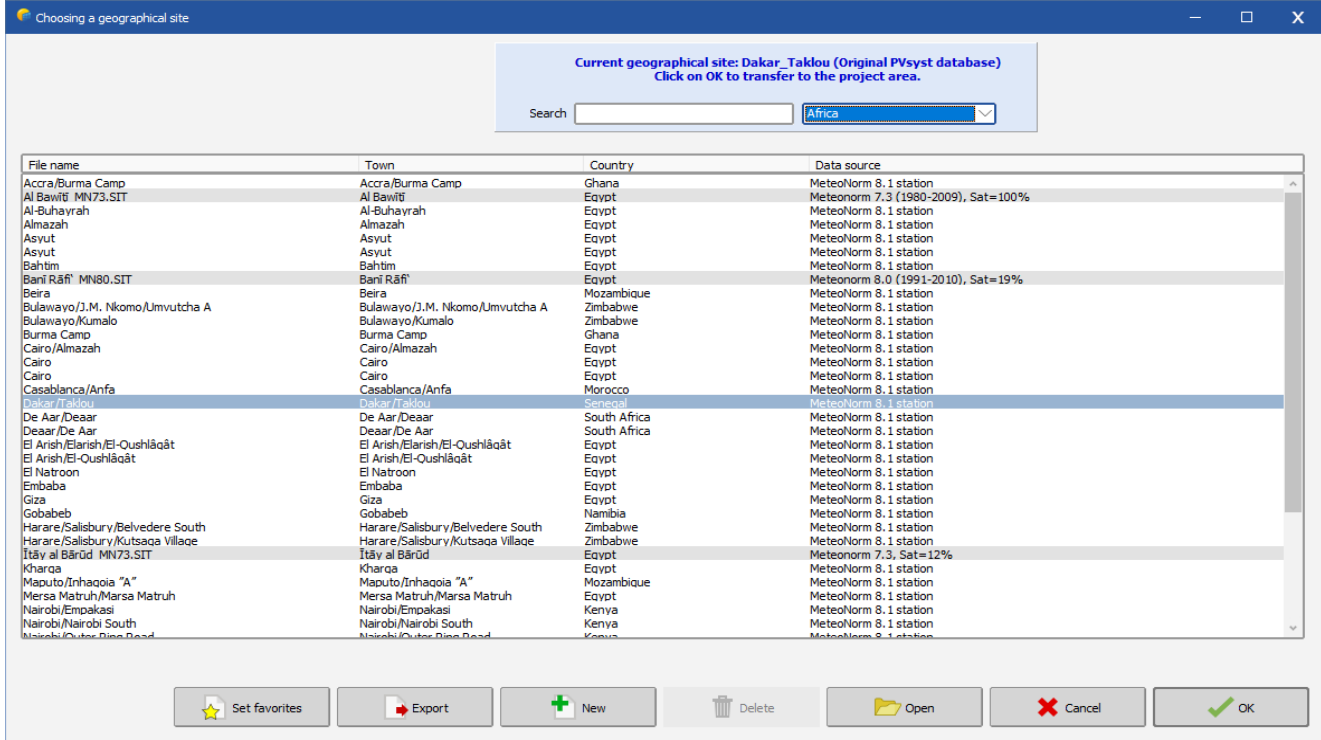 Choosing a geographical site
Current geographical site: Dakar_Taklou (Original PVsyst database)
Click on OK to transfer to the project area.
Search Africa
File name Town Country Data source
Accra/Burma Camp Accra/Burma Camp Ghana MeteoNorm 8.1 station
Al Bawītī MN73.SIT Al Bawītī Egypt Meteonorm 7.3 (1980-2009), Sat=100%
Al-Buhayrah Al-Buhayrah Egypt MeteoNorm 8.1 station
Almazah Almazah Egypt MeteoNorm 8.1 station
Asyut Asyut Egypt MeteoNorm 8.1 station
Asyut Asyut Egypt MeteoNorm 8.1 station
Bahtim Bahtim Egypt MeteoNorm 8.1 station
Banī Rāfi` MN80.SIT Banī Rāfi` Egypt Meteonorm 8.0 (1991-2010), Sat=19%
Beira Beira Mozambique MeteoNorm 8.1 station
Bulawayo/J.M. Nkomo/Umvutcha A Bulawayo/J.M. Nkomo/Umvutcha A Zimbabwe MeteoNorm 8.1 station
Bulawayo/Kumalo Bulawayo/Kumalo Zimbabwe MeteoNorm 8.1 station
Burma Camp Burma Camp Ghana MeteoNorm 8.1 station
Cairo/Almazah Cairo/Almazah Egypt MeteoNorm 8.1 station
Cairo Cairo Egypt MeteoNorm 8.1 station
Cairo Cairo Egypt MeteoNorm 8.1 station
Casablanca/Anfa Casablanca/Anfa Morocco MeteoNorm 8.1 station
Dakar/Taklou Dakar/Taklou Senegal MeteoNorm 8.1 station
De Aar/Deaar De Aar/Deaar South Africa MeteoNorm 8.1 station
Deaar/De Aar Deaar/De Aar South Africa MeteoNorm 8.1 station
El Arish/Elarish/El-Qushlâqât El Arish/Elarish/El-Qushlâqât Egypt MeteoNorm 8.1 station
El Arish/El-Qushlâqât El Arish/El-Qushlâqât Egypt MeteoNorm 8.1 station
El Natroon El Natroon Egypt MeteoNorm 8.1 station
Embaba Embaba Egypt MeteoNorm 8.1 station
Giza Giza Egypt MeteoNorm 8.1 station
Gobabeb Gobabeb Namibia MeteoNorm 8.1 station
Harare/Salisbury/Belvedere South Harare/Salisbury/Belvedere South Zimbabwe MeteoNorm 8.1 station
Harare/Salisbury/Kutsaga Village Harare/Salisbury/Kutsaga Village Zimbabwe MeteoNorm 8.1 station
Ītāy al Bārūd MN73.SIT Ītāy al Bārūd Egypt Meteonorm 7.3, Sat=12%
Kharga Kharga Egypt MeteoNorm 8.1 station
Maputo/Inhagoia "A" Maputo/Inhagoia "A" Mozambique MeteoNorm 8.1 station
Mersa Matruh/Marsa Matruh Mersa Matruh/Marsa Matruh Egypt MeteoNorm 8.1 station
Nairobi/Empakasi Nairobi/Empakasi Kenya MeteoNorm 8.1 station
Nairobi/Nairobi South Nairobi/Nairobi South Kenya MeteoNorm 8.1 station
Nairobi/Outer Ring Road Nairobi/Outer Ring Road Kenya MeteoNorm 8.1 station
Set favorites Export New Delete Open Cancel OK